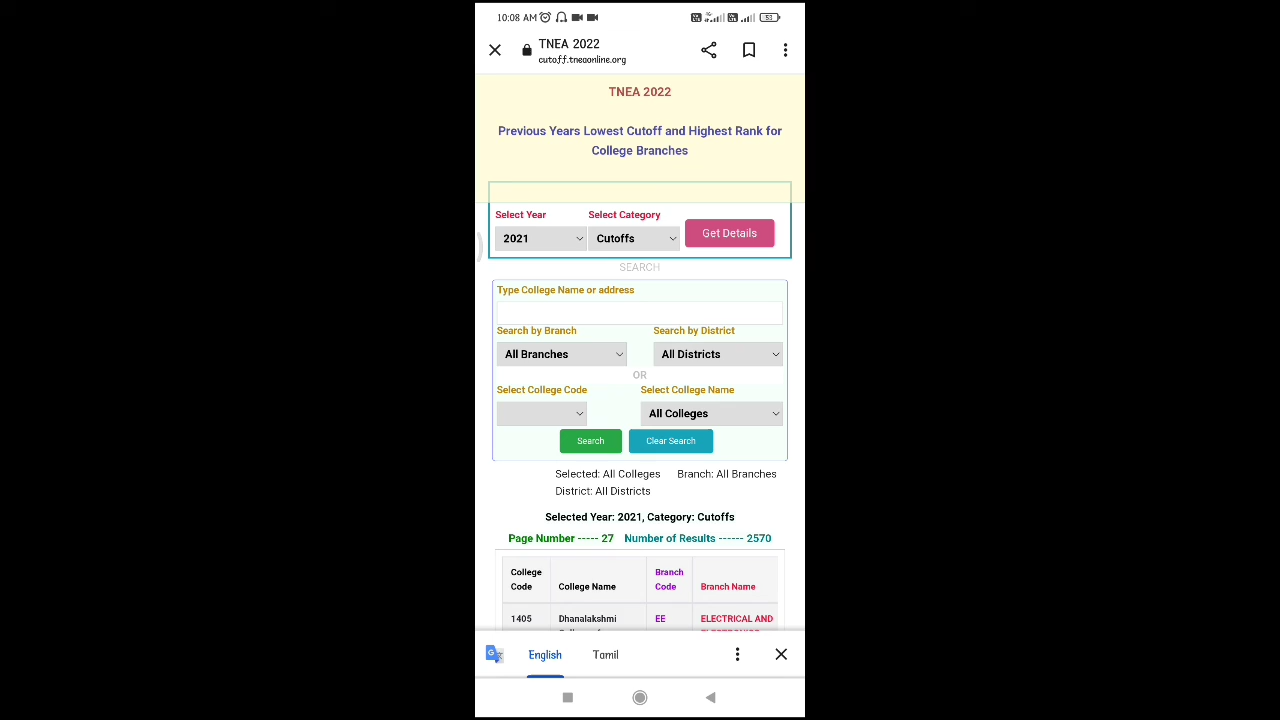 10:08 AM
53
TNEA 2022
cutoff.tneaonline.org
TNEA 2022
Previous Years Lowest Cutoff and Highest Rank for
College Branches
Select Year Select Category
2021 Cutoffs Get Details
SEARCH
Type College Name or address
Search by Branch Search by District
All Branches All Districts
OR
Select College Code Select College Name
All Colleges
Search Clear Search
Selected: All Colleges Branch: All Branches
District: All Districts
Selected Year: 2021, Category: Cutoffs
Page Number ----- 27 Number of Results ------ 2570
College Branch
Code College Name Code Branch Name
1405 Dhanalakshmi EE ELECTRICAL AND
English Tamil